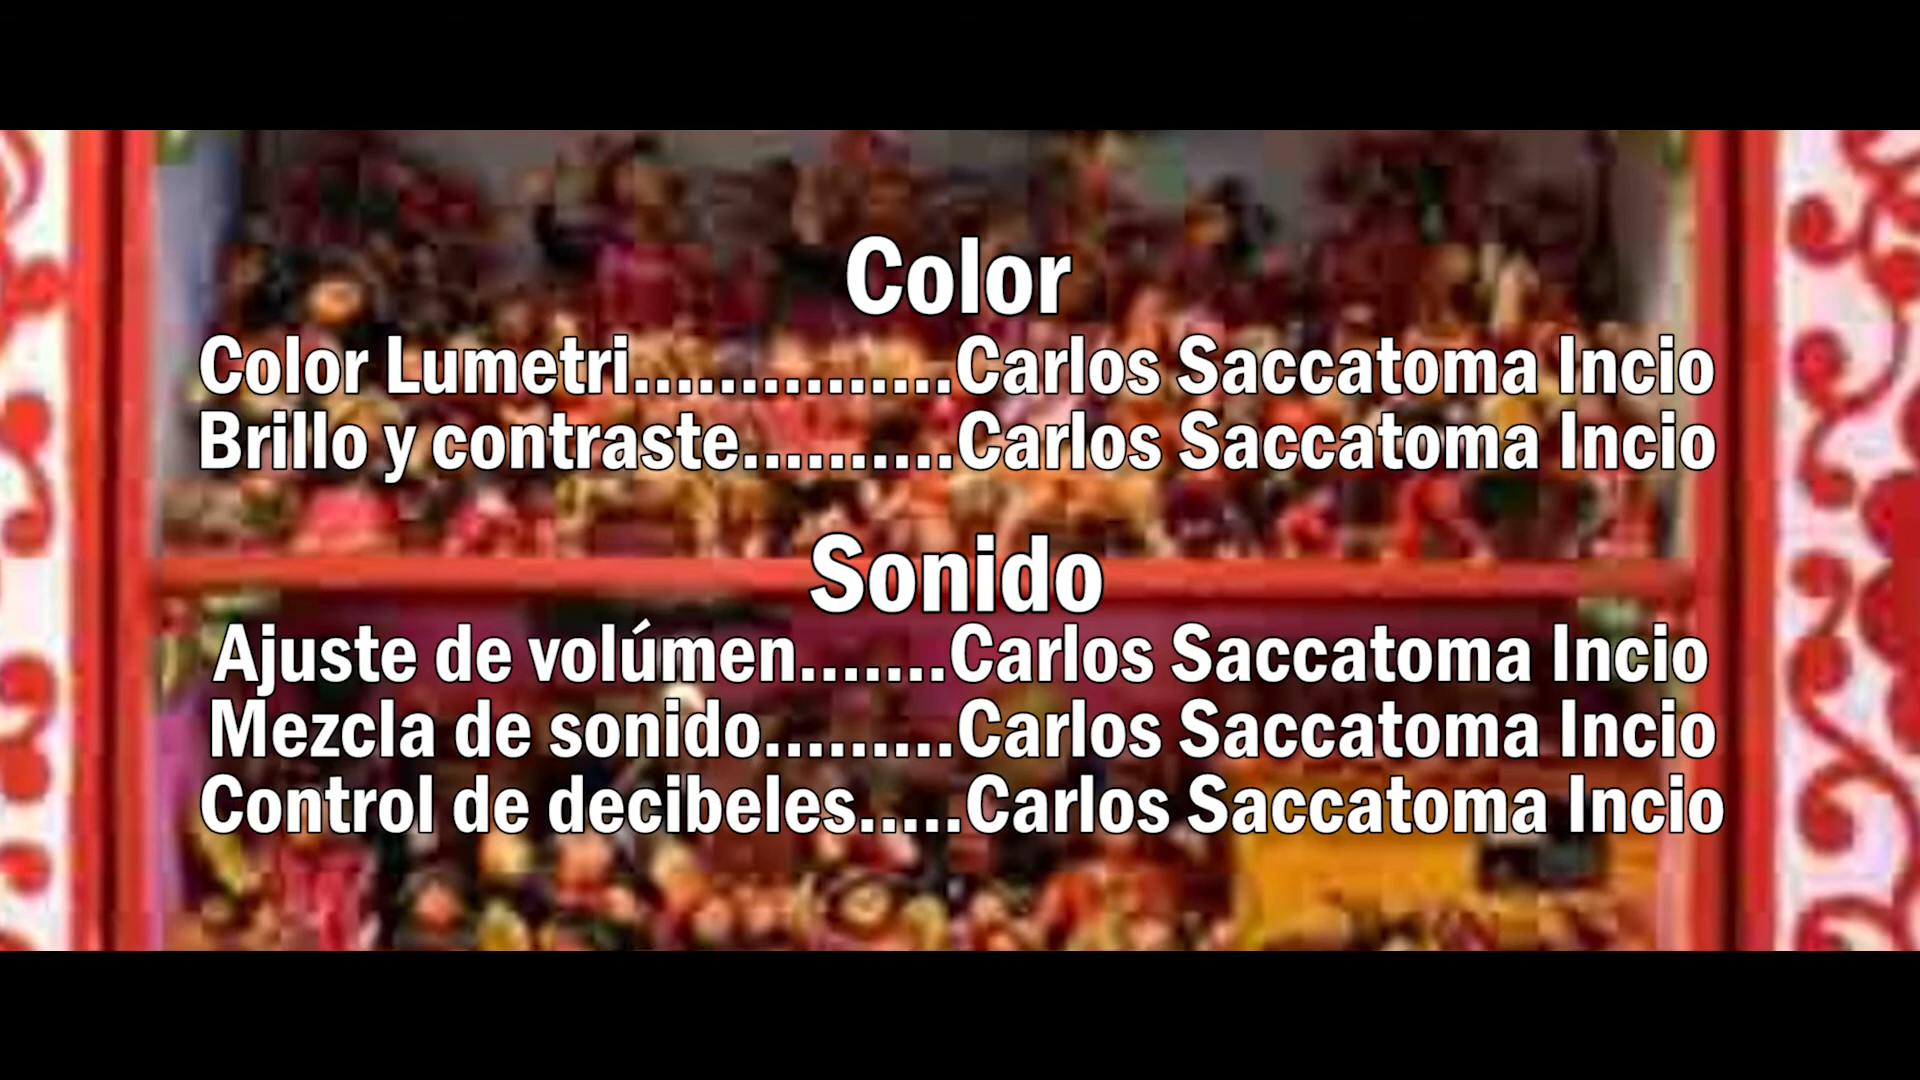 Color
Color Lumetri...............Carlos Saccatoma Incio
Brillo y contraste..........Carlos Saccatoma Incio
Sonido
Ajuste de volúmen.......Carlos Saccatoma Incio
Mezcla de sonido.........Carlos Saccatoma Incio
Control de decibeles.....Carlos Saccatoma Incio